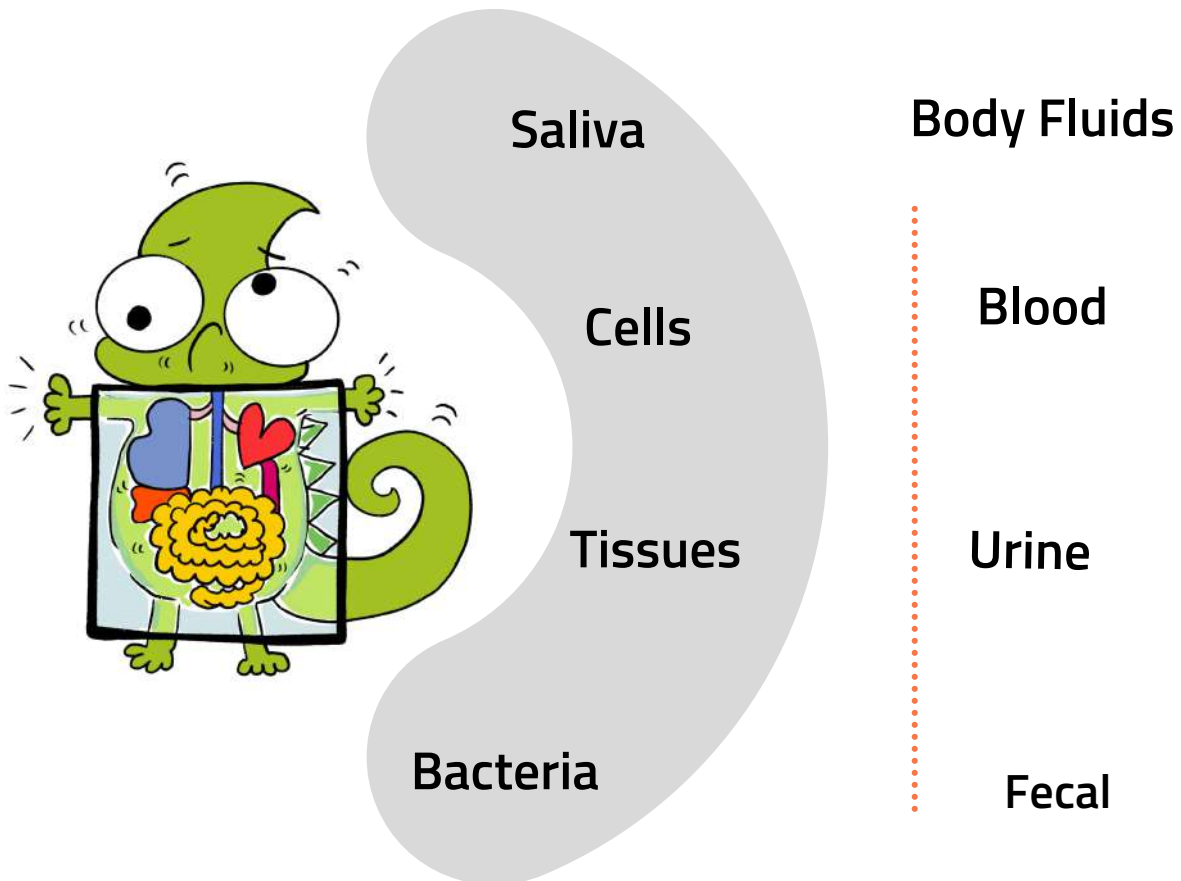 Saliva
Cells
Tissues
Bacteria
Body Fluids
Blood
Urine
Fecal